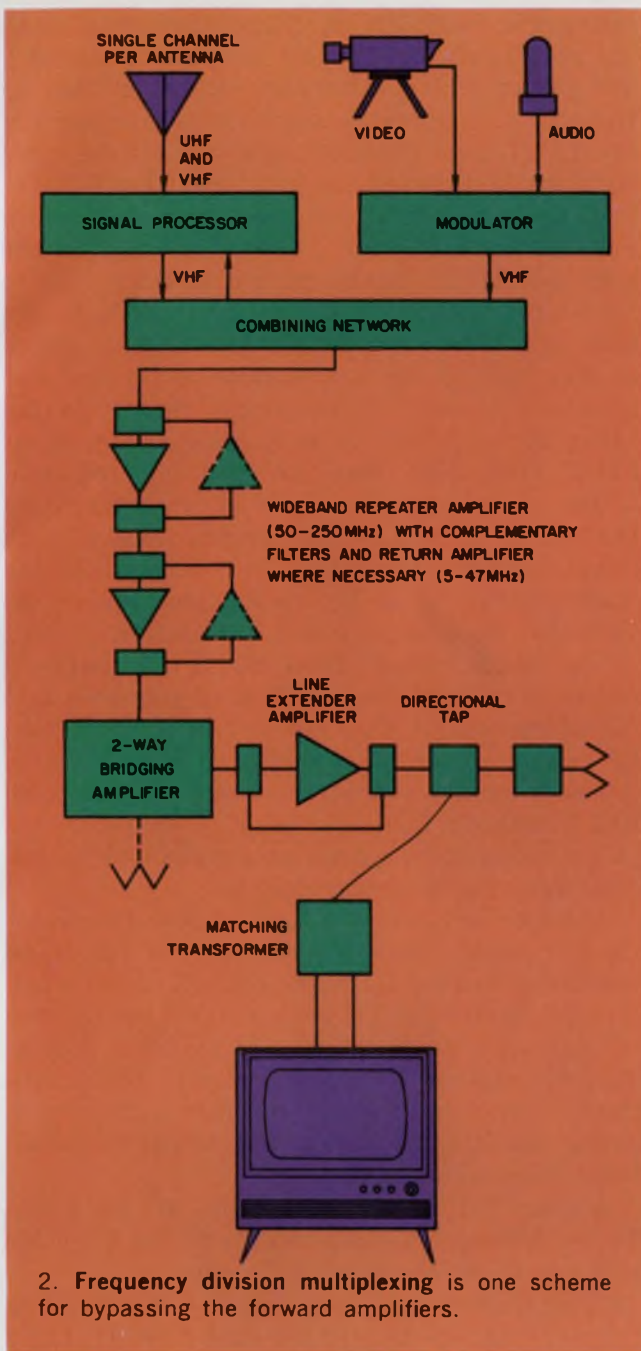 SINGLE CHANNEL
PER ANTENNA
VIDEO
AUDIO
UHF
AND
VHF
SIGNAL PROCESSOR
MODULATOR
VHF
VHF
COMBINING NETWORK
WIDEBAND REPEATER AMPLIFIER
(50-250MHz) WITH COMPLEMENTARY
FILTERS AND RETURN AMPLIFIER
WHERE NECESSARY (5-47MHz)
LINE
EXTENDER
AMPLIFIER
DIRECTIONAL
TAP
2-WAY
BRIDGING
AMPLIFIER
MATCHING
TRANSFORMER
2. Frequency division multiplexing is one scheme
for bypassing the forward amplifiers.